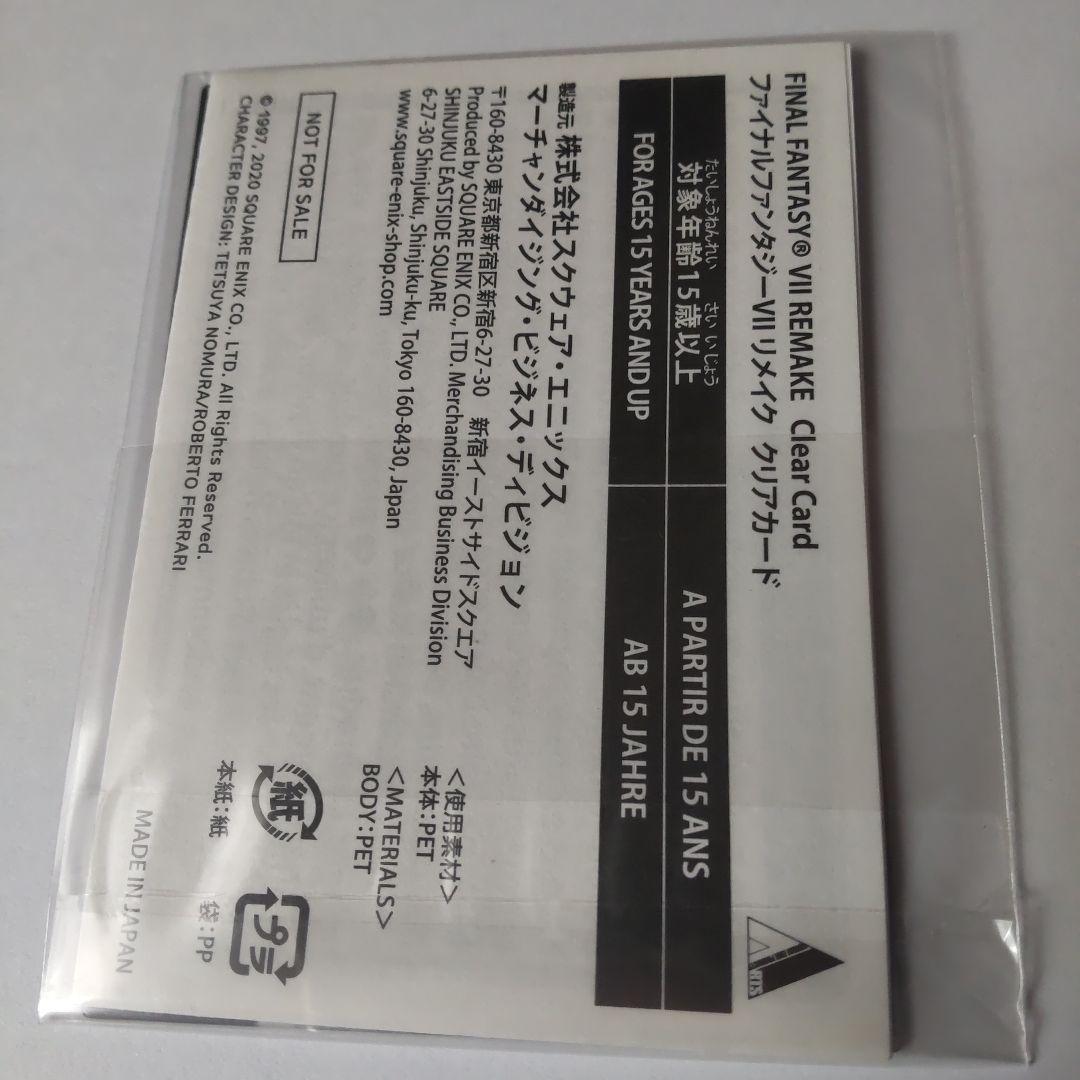 FINAL FANTASY® VII REMAKE Clear Card
ファイナルファンタジーVII リメイク クリアカード
ARTS
たいしょうねんれい さい いじょう
対象年齢15歳以上
A PARTIR DE 15 ANS
FOR AGES 15 YEARS AND UP
AB 15 JAHRE
製造元 株式会社スクウェア・エニックス
マーチャンダイジング・ビジネス・ディビジョン
〒160-8430 東京都新宿区新宿6-27-30 新宿イーストサイドスクエア
Produced by SQUARE ENIX CO., LTD. Merchandising Business Division
SHINJUKU EASTSIDE SQUARE
6-27-30 Shinjuku, Shinjuku-ku, Tokyo 160-8430, Japan
www.square-enix-shop.com
<使用素材>
本体:PET
<MATERIALS>
BODY:PET
NOT FOR SALE
紙
本紙:紙
プラ
袋:PP
© 1997, 2020 SQUARE ENIX CO., LTD. All Rights Reserved.
CHARACTER DESIGN: TETSUYA NOMURA/ROBERTO FERRARI
MADE IN JAPAN